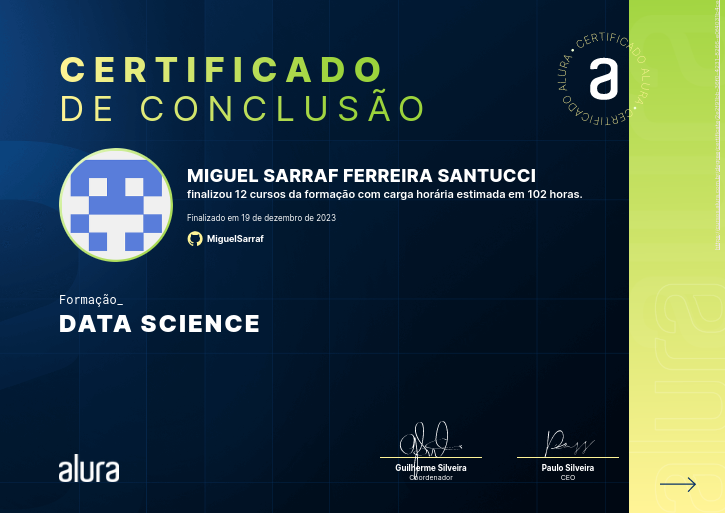 CERTIFICADO
DE CONCLUSÃO
• CERTIFICADO ALURA • CERTIFICADO ALURA
a
MIGUEL SARRAF FERREIRA SANTUCCI
finalizou 12 cursos da formação com carga horária estimada em 102 horas.
Finalizado em 19 de dezembro de 2023
MiguelSarraf
Formação_
DATA SCIENCE
alura
Guilherme Silveira
Coordenador
Paulo Silveira
CEO
alura